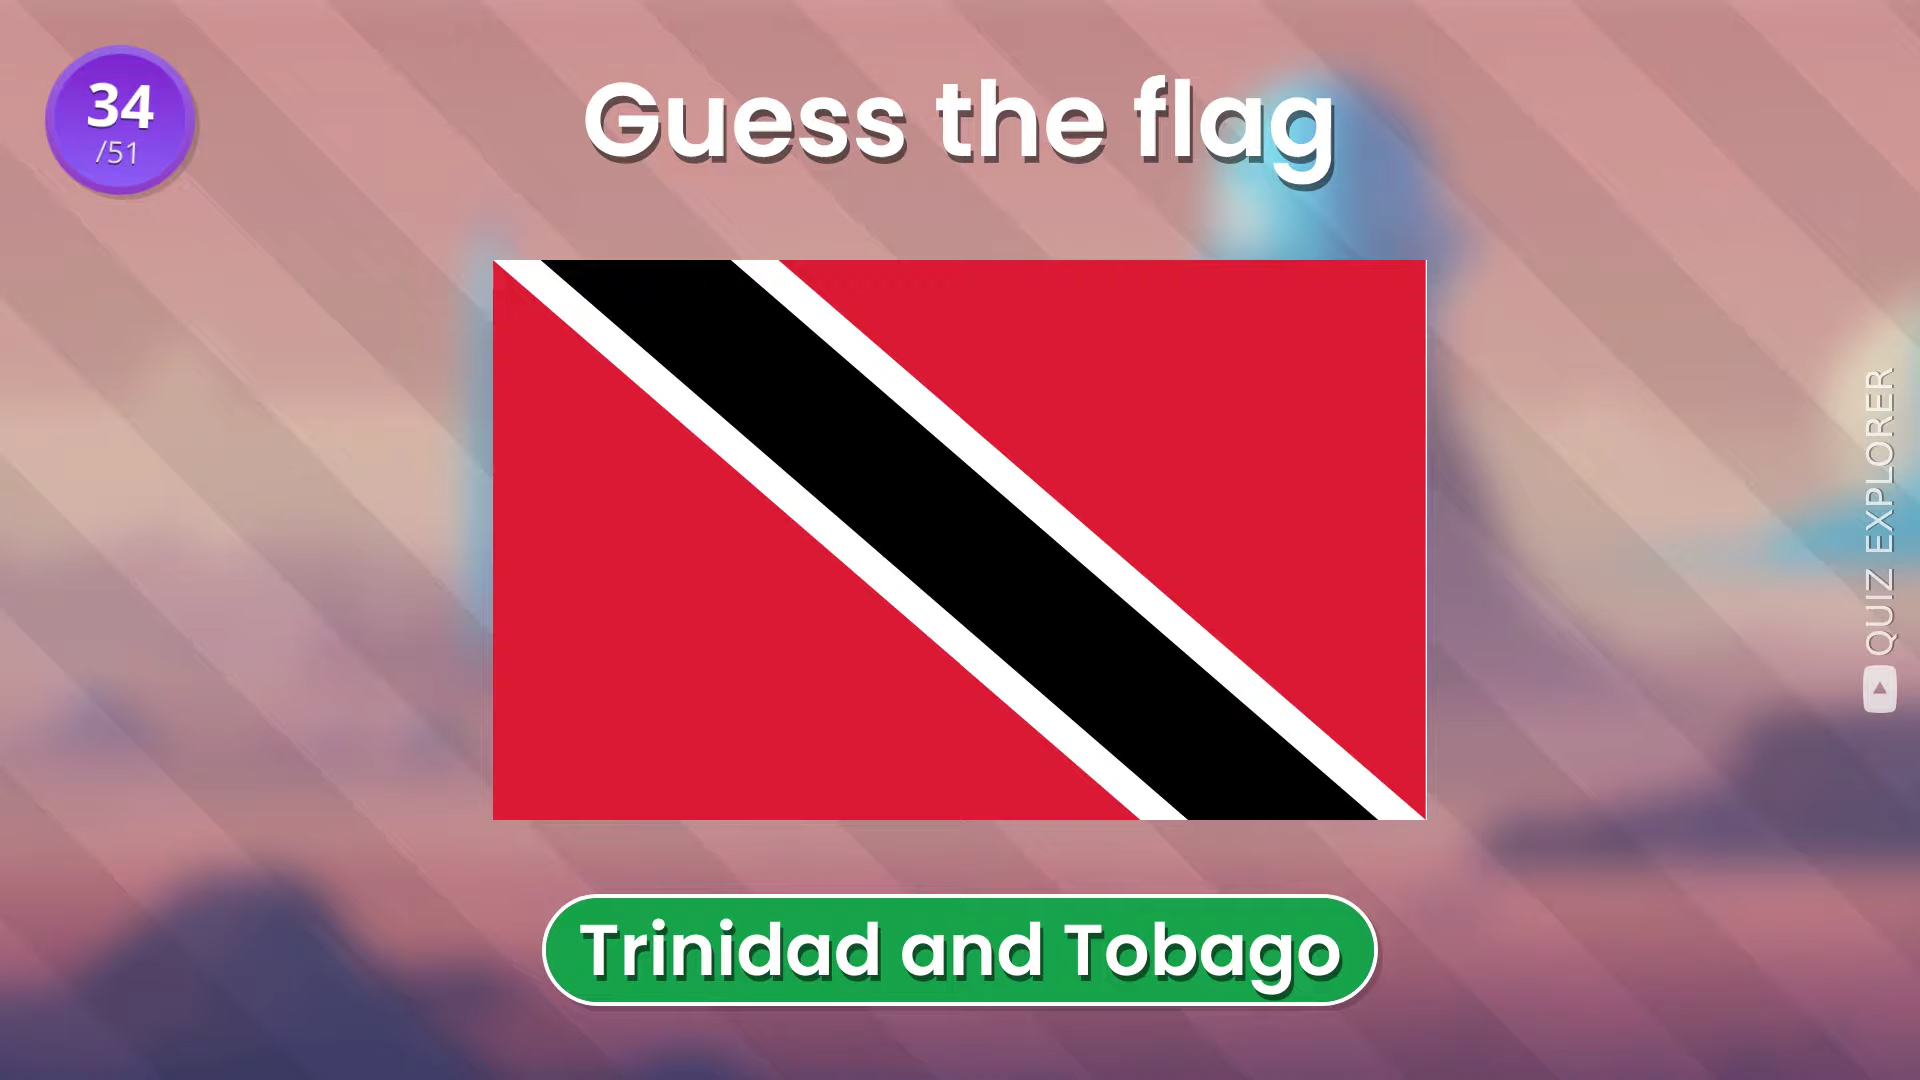 34
/51
Guess the flag
QUIZ EXPLORER
Trinidad and Tobago